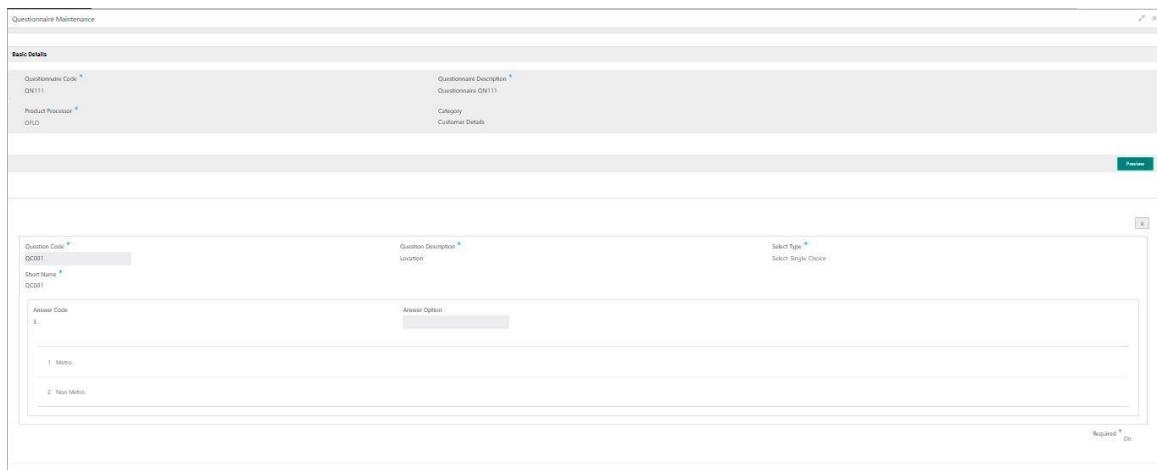 Questionnaire Maintenance
Basic Details
Questionnaire Code * Questionnaire Description *
QN111 Questionnaire QN111
Product Processor * Category
OFLO Customer Details
Preview
x
Question Code * Question Description * Select Type *
QC001 Location Select Single Choice
Short Name *
QC001
Answer Code Answer Option
3
1 Metro
2 Non Metro
Required *
On